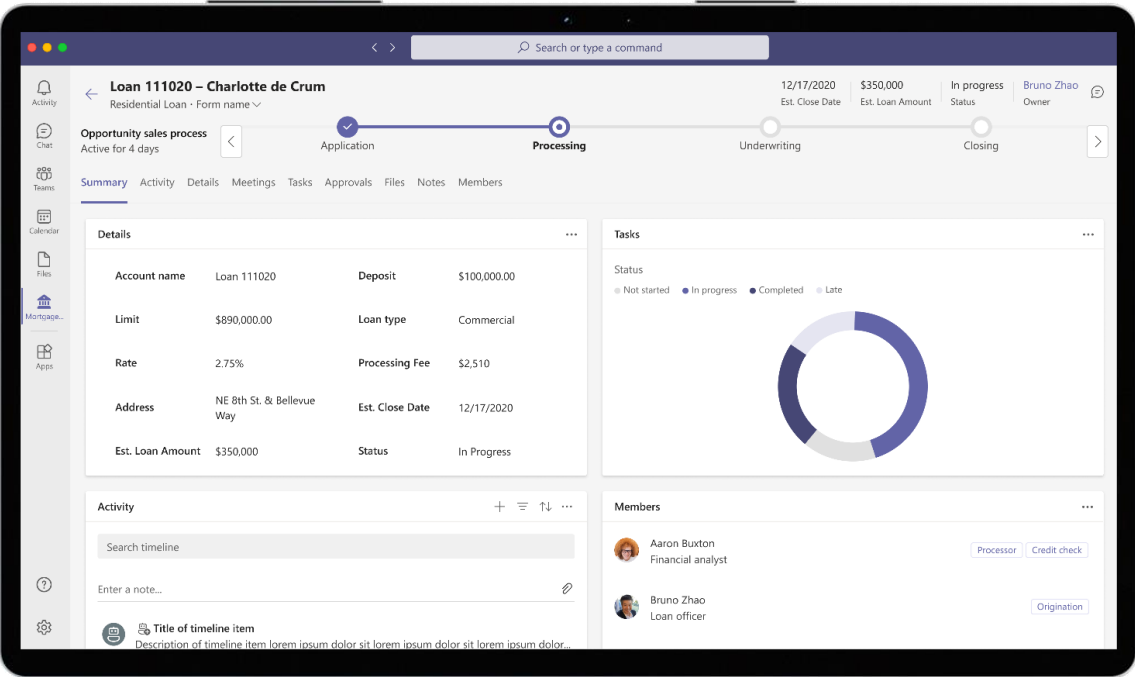 Search or type a command
Activity
Chat
Teams
Calendar
Files
Mortgage...
Apps
Loan 111020 – Charlotte de Crum
Residential Loan · Form name
12/17/2020
Est. Close Date
$350,000
Est. Loan Amount
In progress
Status
Bruno Zhao
Owner
Opportunity sales process
Active for 4 days
Application
Processing
Underwriting
Closing
Summary Activity Details Meetings Tasks Approvals Files Notes Members
Details
Account name Loan 111020 Deposit $100,000.00
Limit $890,000.00 Loan type Commercial
Rate 2.75% Processing Fee $2,510
Address NE 8th St. & Bellevue
Way
Est. Close Date 12/17/2020
Est. Loan Amount $350,000 Status In Progress
Tasks
Status
Not started In progress Completed Late
Activity
Search timeline
Enter a note...
Title of timeline item
Description of timeline item lorem ipsum dolor sit lorem ipsum dolor sit lorem ipsum dolor...
Members
Aaron Buxton
Financial analyst
Processor Credit check
Bruno Zhao
Loan officer
Origination